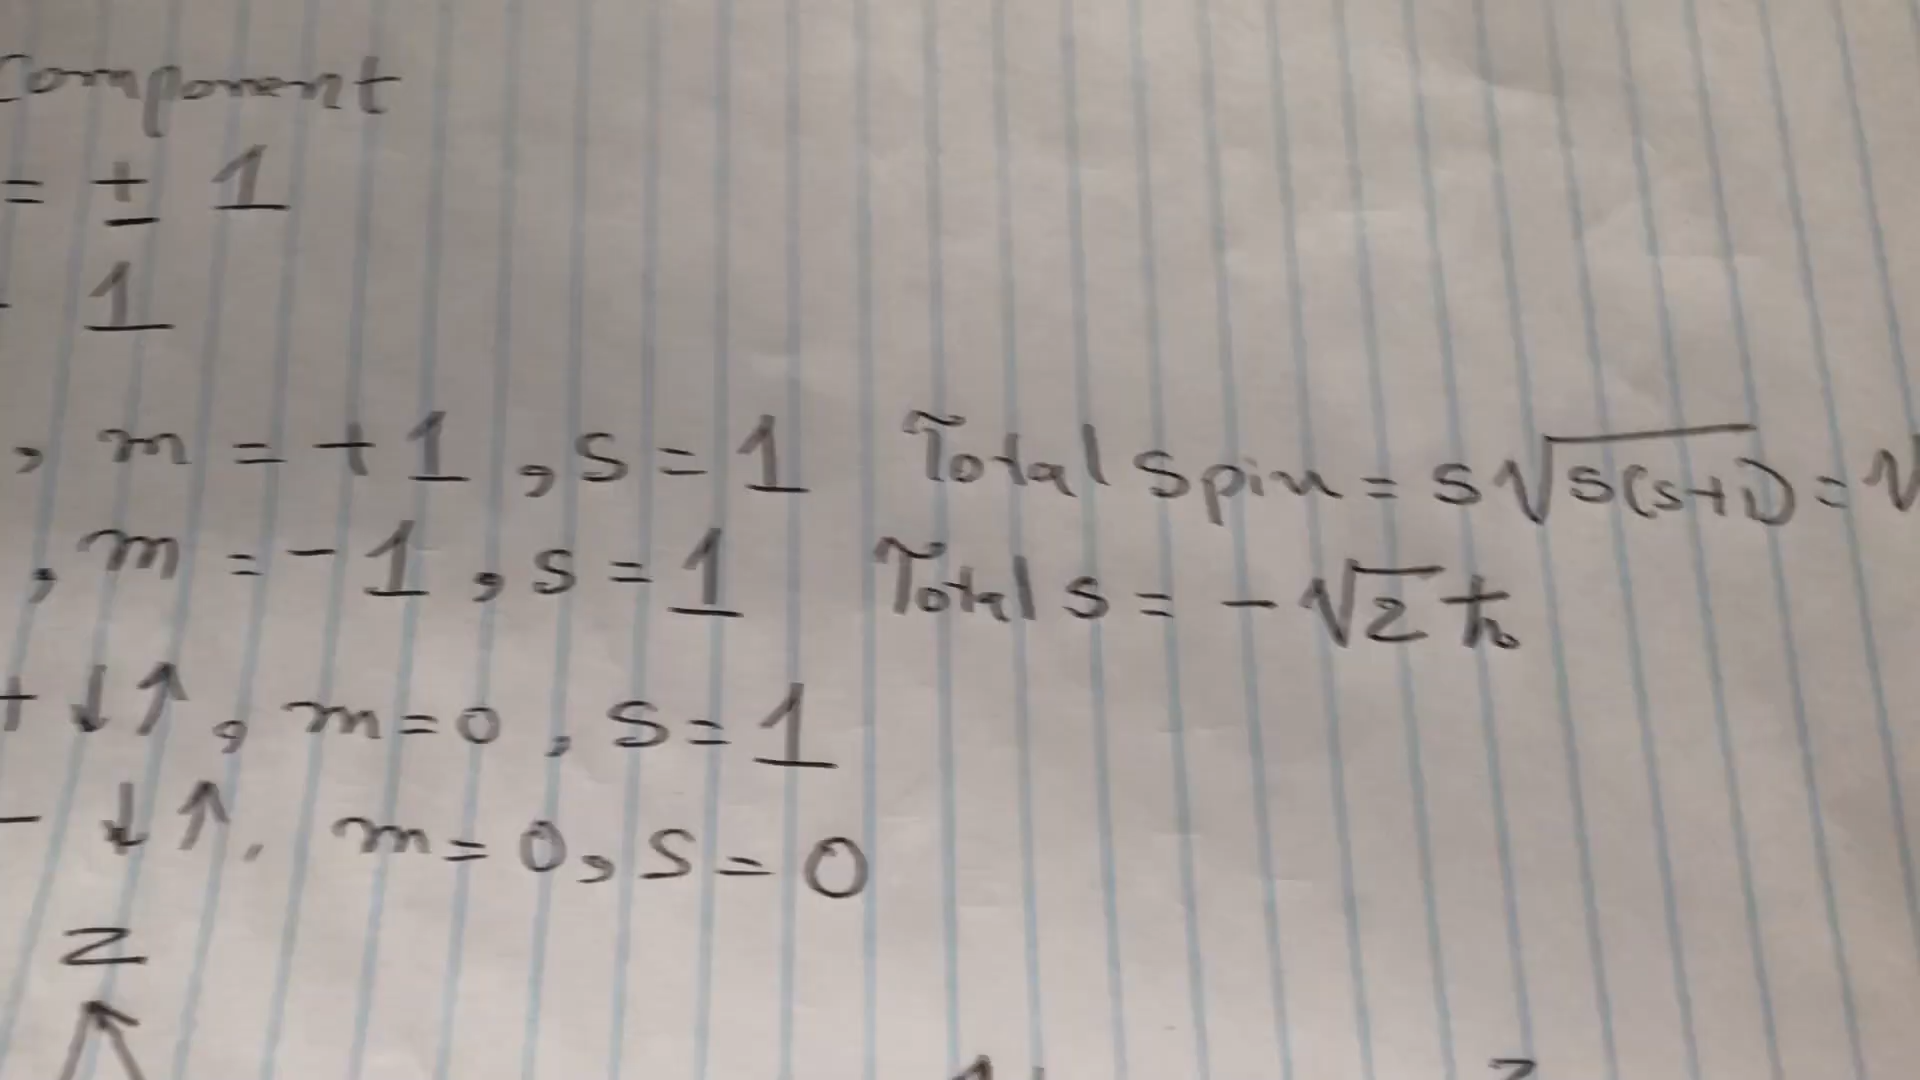 Component
= ± 1
1
, m = +1, s = 1 Total Spin = s√s(s+1) = √
, m = -1, s = 1 Total s = -√2 ħ
+ ↓↑, m=0, s=1
- ↓↑. m=0, s=0
z